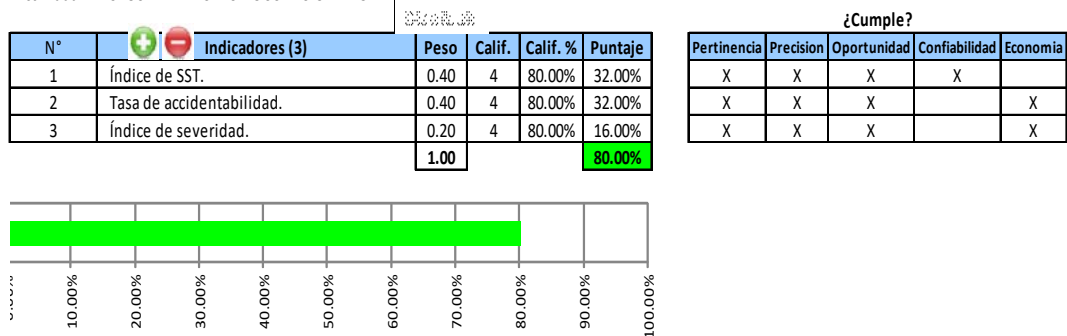 ¿Cumple?
N° Indicadores (3) Peso Calif. Calif. % Puntaje Pertinencia Precision Oportunidad Confiabilidad Economia
1 Índice de SST. 0.40 4 80.00% 32.00% X X X X
2 Tasa de accidentabilidad. 0.40 4 80.00% 32.00% X X X X
3 Índice de severidad. 0.20 4 80.00% 16.00% X X X X
1.00 80.00%
10.00% 20.00% 30.00% 40.00% 50.00% 60.00% 70.00% 80.00% 90.00% 100.00%